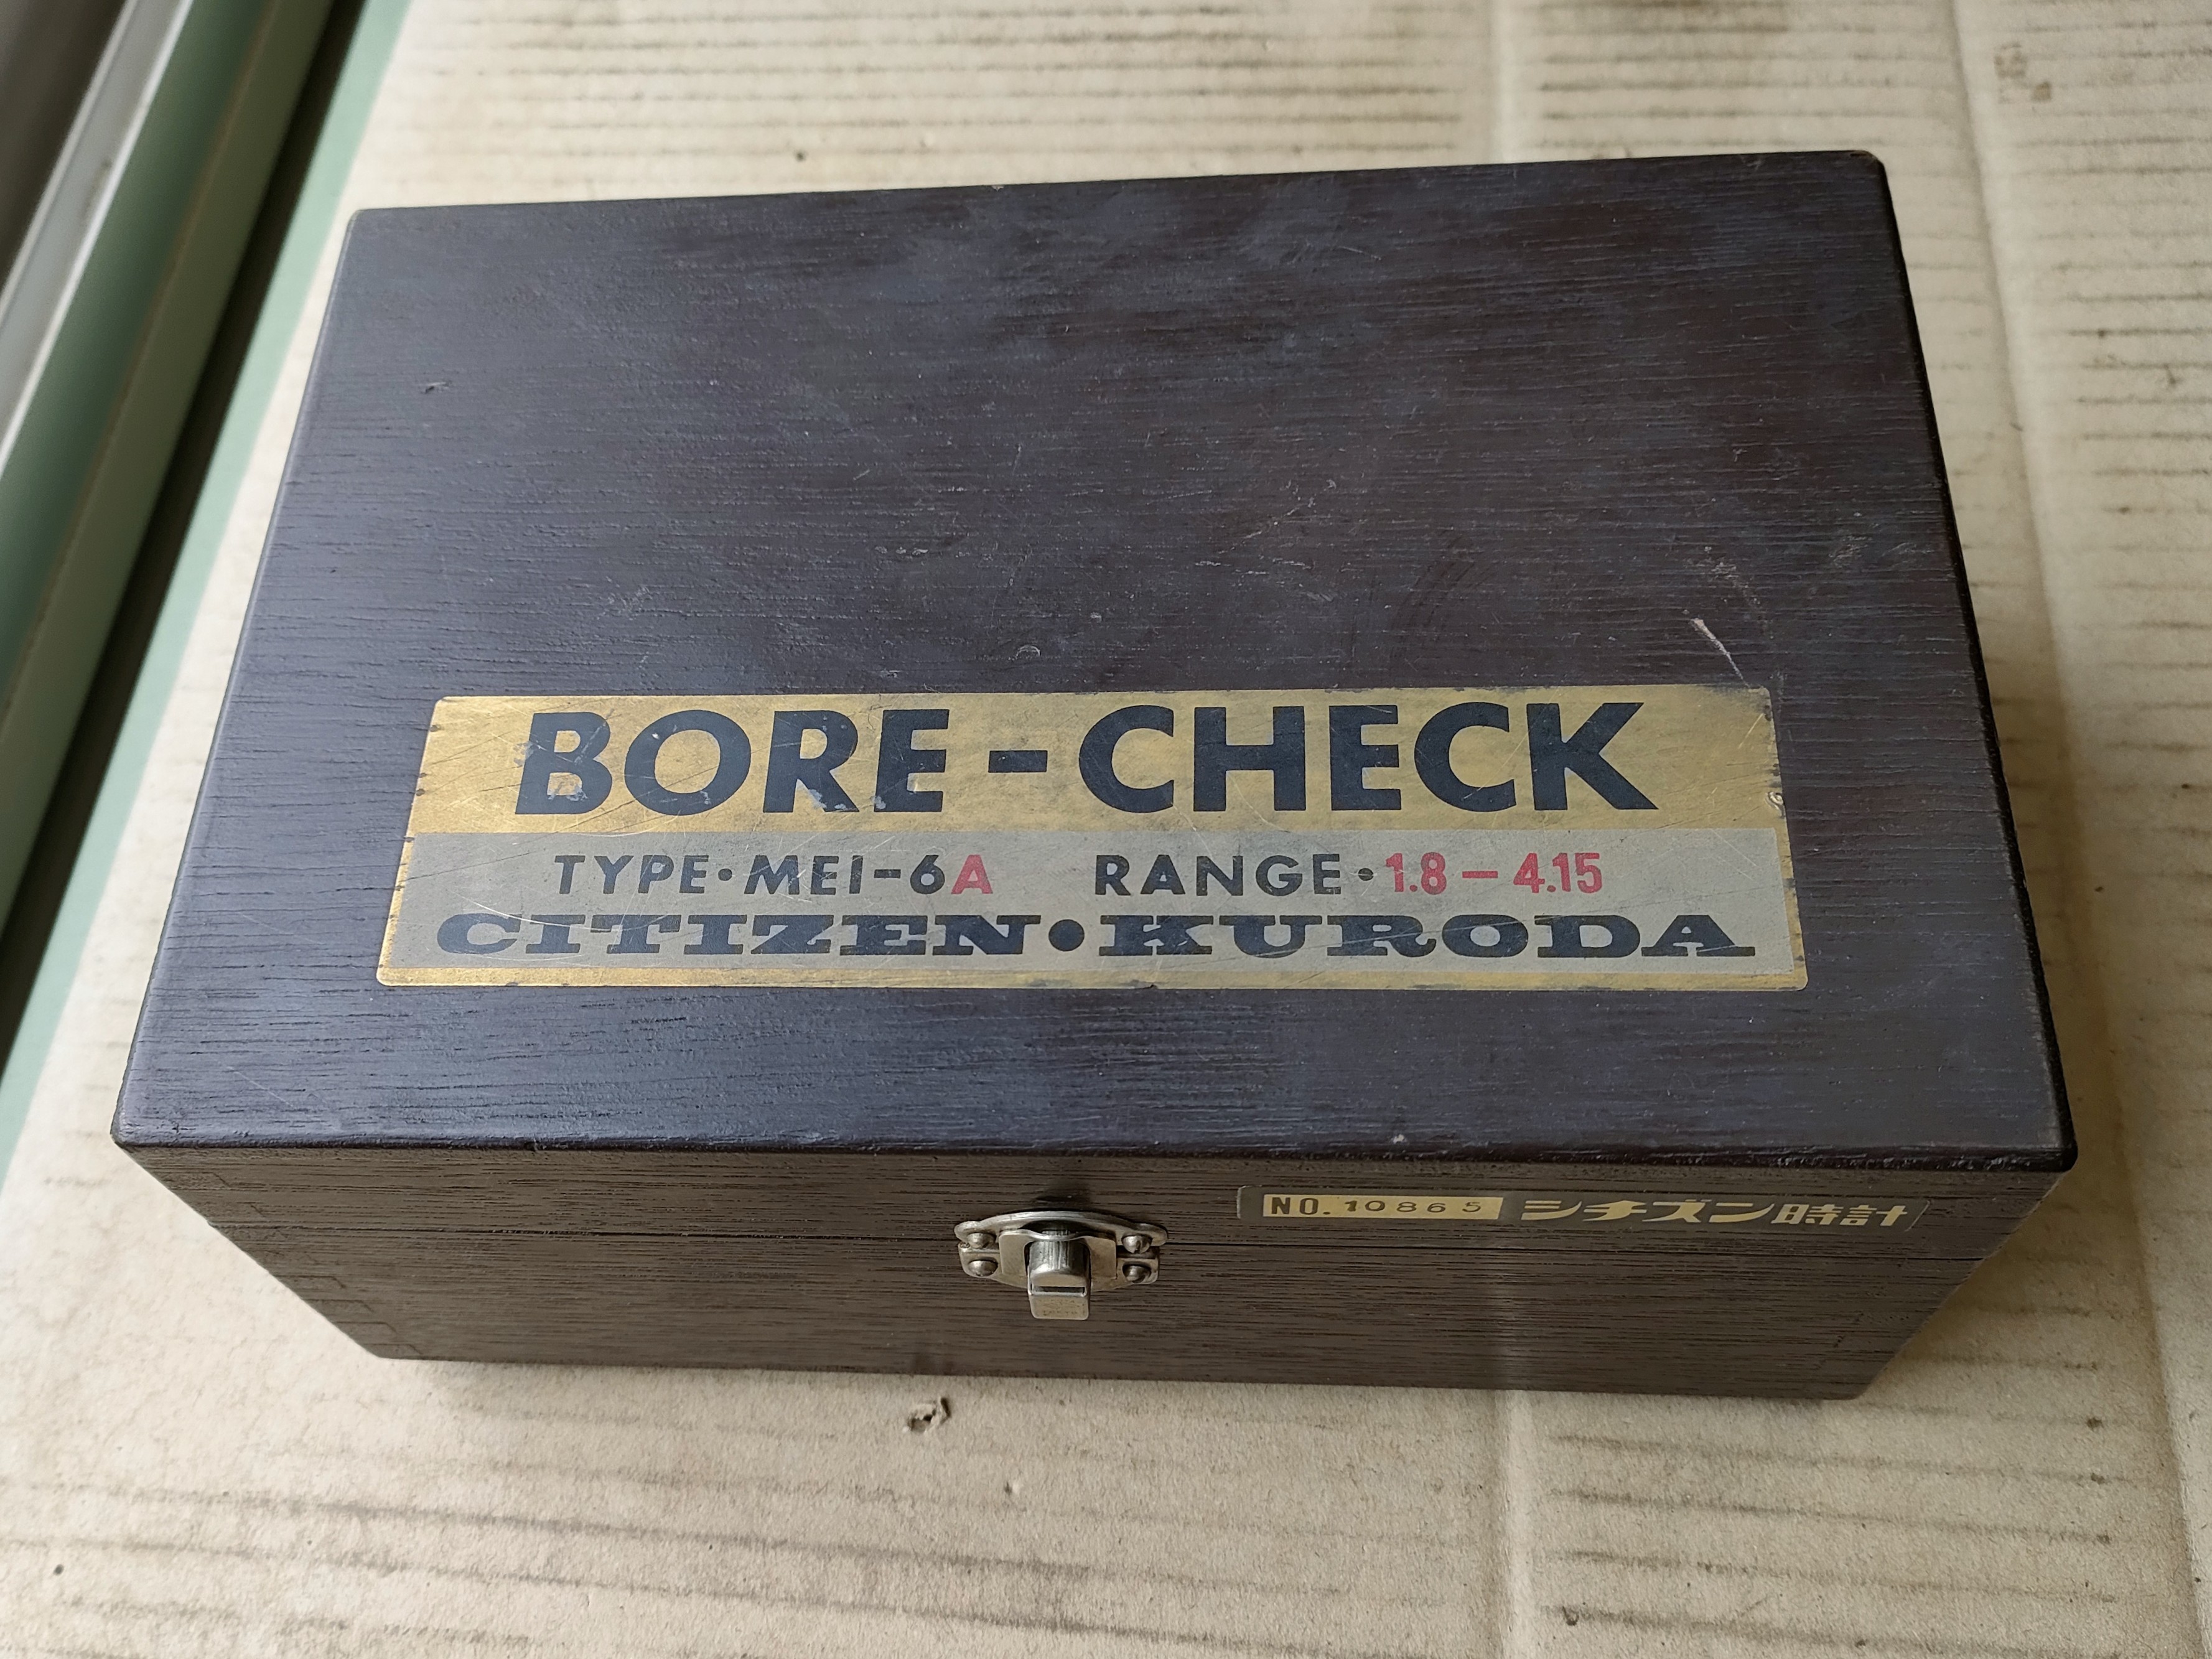 BORE-CHECK
TYPE・MEI-6A RANGE・1.8—4.15
CITIZEN・KURODA
NO. 10865 シチズン時計